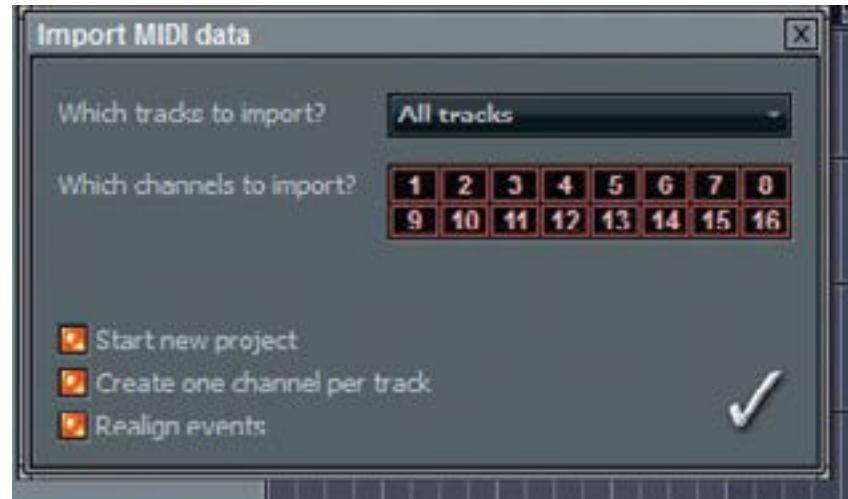 Import MIDI data
Which tracks to import? All tracks
Which channels to import? 1 2 3 4 5 6 7 8
9 10 11 12 13 14 15 16
Start new project
Create one channel per track
Realign events